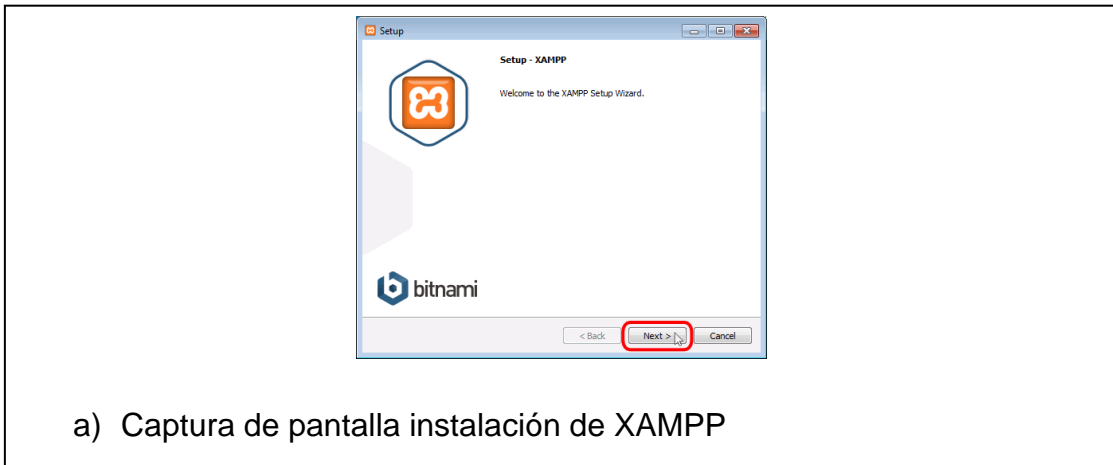 Setup
Setup - XAMPP
Welcome to the XAMPP Setup Wizard.
bitnami
< Back Next > Cancel
a) Captura de pantalla instalación de XAMPP